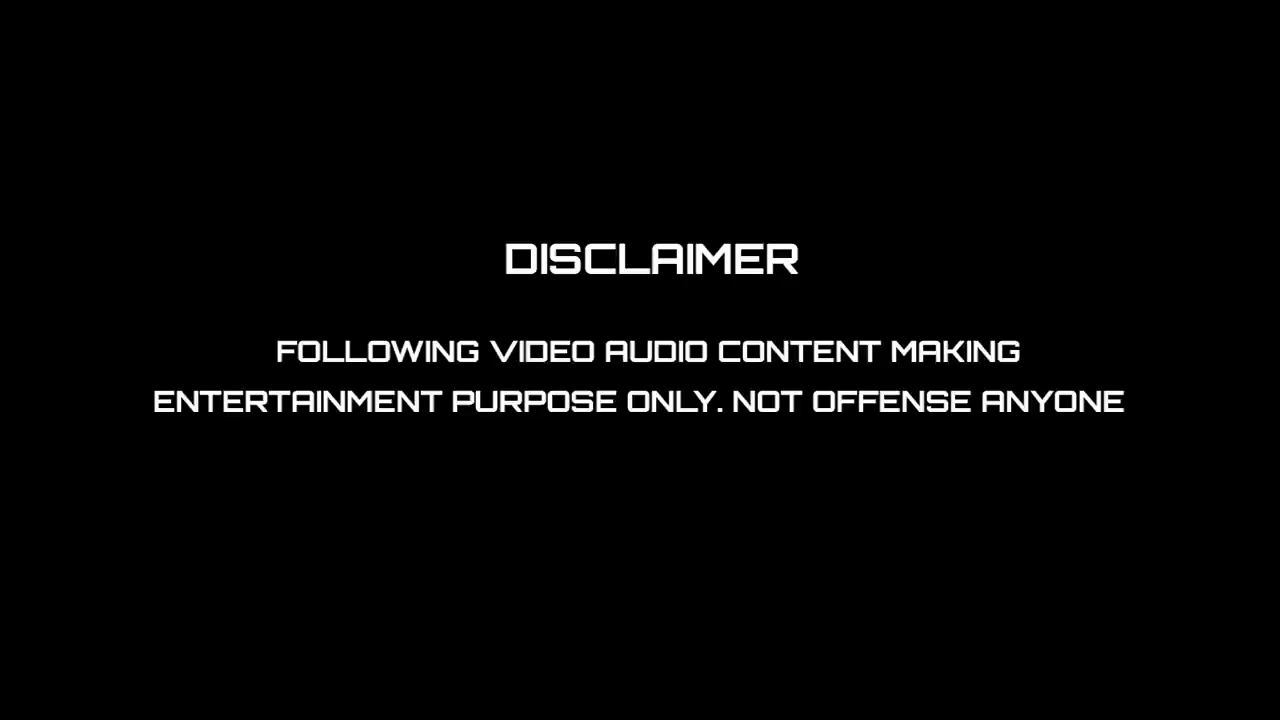 DISCLAIMER
FOLLOWING VIDEO AUDIO CONTENT MAKING
ENTERTAINMENT PURPOSE ONLY. NOT OFFENSE ANYONE